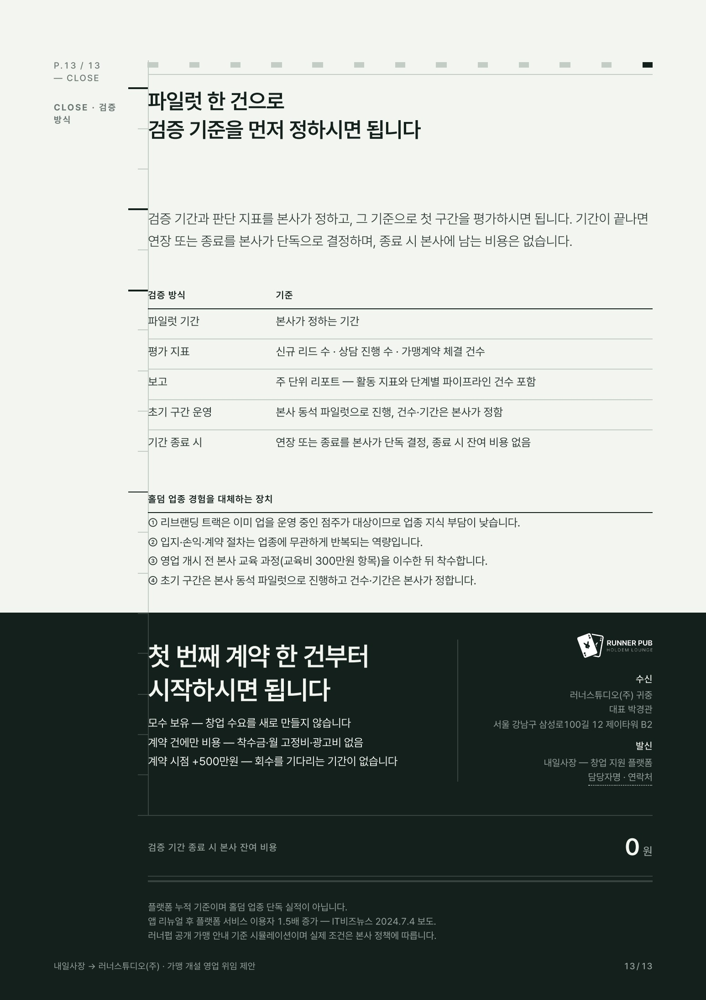 P.13 / 13
— CLOSE
CLOSE · 검증
방식
파일럿 한 건으로
검증 기준을 먼저 정하시면 됩니다
검증 기간과 판단 지표를 본사가 정하고, 그 기준으로 첫 구간을 평가하시면 됩니다. 기간이 끝나면
연장 또는 종료를 본사가 단독으로 결정하며, 종료 시 본사에 남는 비용은 없습니다.
검증 방식 기준
파일럿 기간 본사가 정하는 기간
평가 지표 신규 리드 수 · 상담 진행 수 · 가맹계약 체결 건수
보고 주 단위 리포트 — 활동 지표와 단계별 파이프라인 건수 포함
초기 구간 운영 본사 동석 파일럿으로 진행, 건수·기간은 본사가 정함
기간 종료 시 연장 또는 종료를 본사가 단독 결정, 종료 시 잔여 비용 없음
홀덤 업종 경험을 대체하는 장치
① 리브랜딩 트랙은 이미 업을 운영 중인 점주가 대상이므로 업종 지식 부담이 낮습니다.
② 입지·손익·계약 절차는 업종에 무관하게 반복되는 역량입니다.
③ 영업 개시 전 본사 교육 과정(교육비 300만원 항목)을 이수한 뒤 착수합니다.
④ 초기 구간은 본사 동석 파일럿으로 진행하고 건수·기간은 본사가 정합니다.
첫 번째 계약 한 건부터
시작하시면 됩니다
모수 보유 — 창업 수요를 새로 만들지 않습니다
계약 건에만 비용 — 착수금·월 고정비·광고비 없음
계약 시점 +500만원 — 회수를 기다리는 기간이 없습니다
RUNNER PUB
HOLDEM LOUNGE
수신
러너스튜디오(주) 귀중
대표 박경관
서울 강남구 삼성로100길 12 제이타워 B2
발신
내일사장 — 창업 지원 플랫폼
담당자명 · 연락처
검증 기간 종료 시 본사 잔여 비용 0 원
플랫폼 누적 기준이며 홀덤 업종 단독 실적이 아닙니다.
앱 리뉴얼 후 플랫폼 서비스 이용자 1.5배 증가 — IT비즈뉴스 2024.7.4 보도.
러너펍 공개 가맹 안내 기준 시뮬레이션이며 실제 조건은 본사 정책에 따릅니다.
내일사장 → 러너스튜디오(주) · 가맹 개설 영업 위임 제안 13 / 13